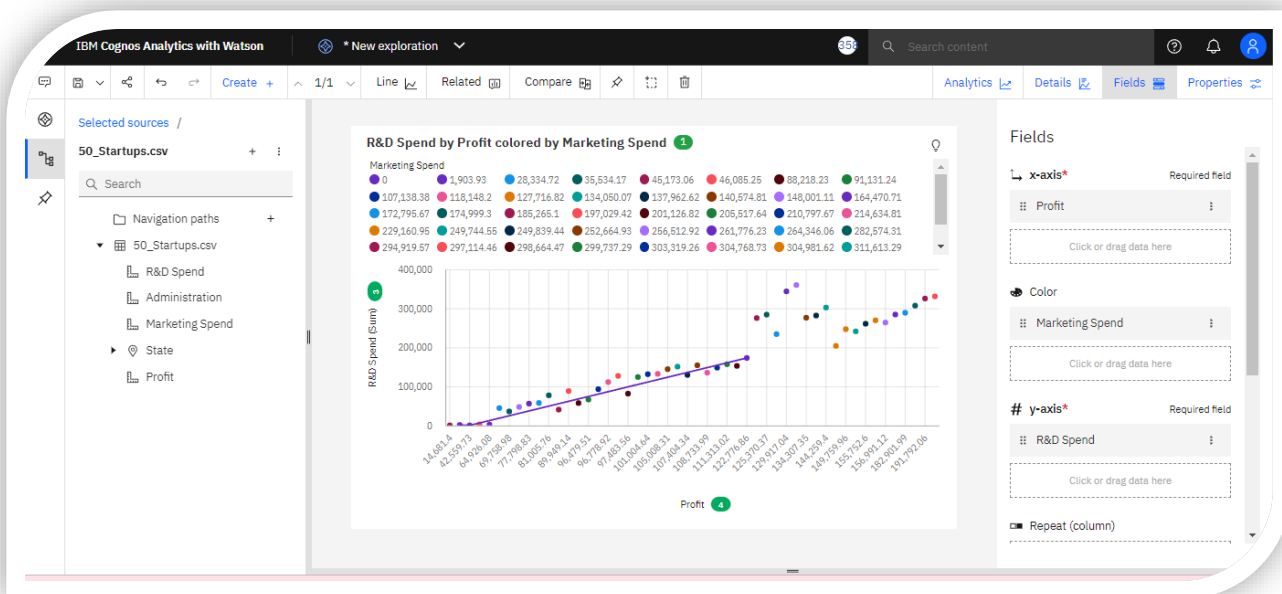 IBM Cognos Analytics with Watson
* New exploration
358
Search content
Create +
1/1
Line
Related
Compare
Analytics
Details
Fields
Properties
Selected sources /
50_Startups.csv
Search
Navigation paths
50_Startups.csv
R&D Spend
Administration
Marketing Spend
State
Profit
R&D Spend by Profit colored by Marketing Spend 1
Marketing Spend
0 1,903.93 28,334.72 35,534.17 45,173.06 46,085.25 88,218.23 91,131.24
107,138.38 118,148.2 127,716.82 134,050.07 137,962.62 140,574.81 148,001.11 164,470.71
172,795.67 174,999.3 185,265.1 197,029.42 201,126.82 205,517.64 210,797.67 214,634.81
229,160.95 249,744.55 249,839.44 252,664.93 256,512.92 261,776.23 264,346.06 282,574.31
294,919.57 297,114.46 298,664.47 299,737.29 303,319.26 304,768.73 304,981.62 311,613.29
R&D Spend (Sum) 3
400,000
300,000
200,000
100,000
0
14,681.4 42,559.73 64,926.08 69,758.98 77,798.83 81,005.76 89,949.14 96,479.51 96,778.92 97,483.56 101,004.64 105,008.31 107,404.34 108,733.99 111,313.02 122,776.86 125,370.37 129,917.04 134,307.35 144,259.4 149,759.96 155,752.6 156,991.12 182,901.99 191,792.06
Profit 4
Fields
x-axis*
Required field
Profit
Click or drag data here
Color
Marketing Spend
Click or drag data here
# y-axis*
Required field
R&D Spend
Click or drag data here
Repeat (column)